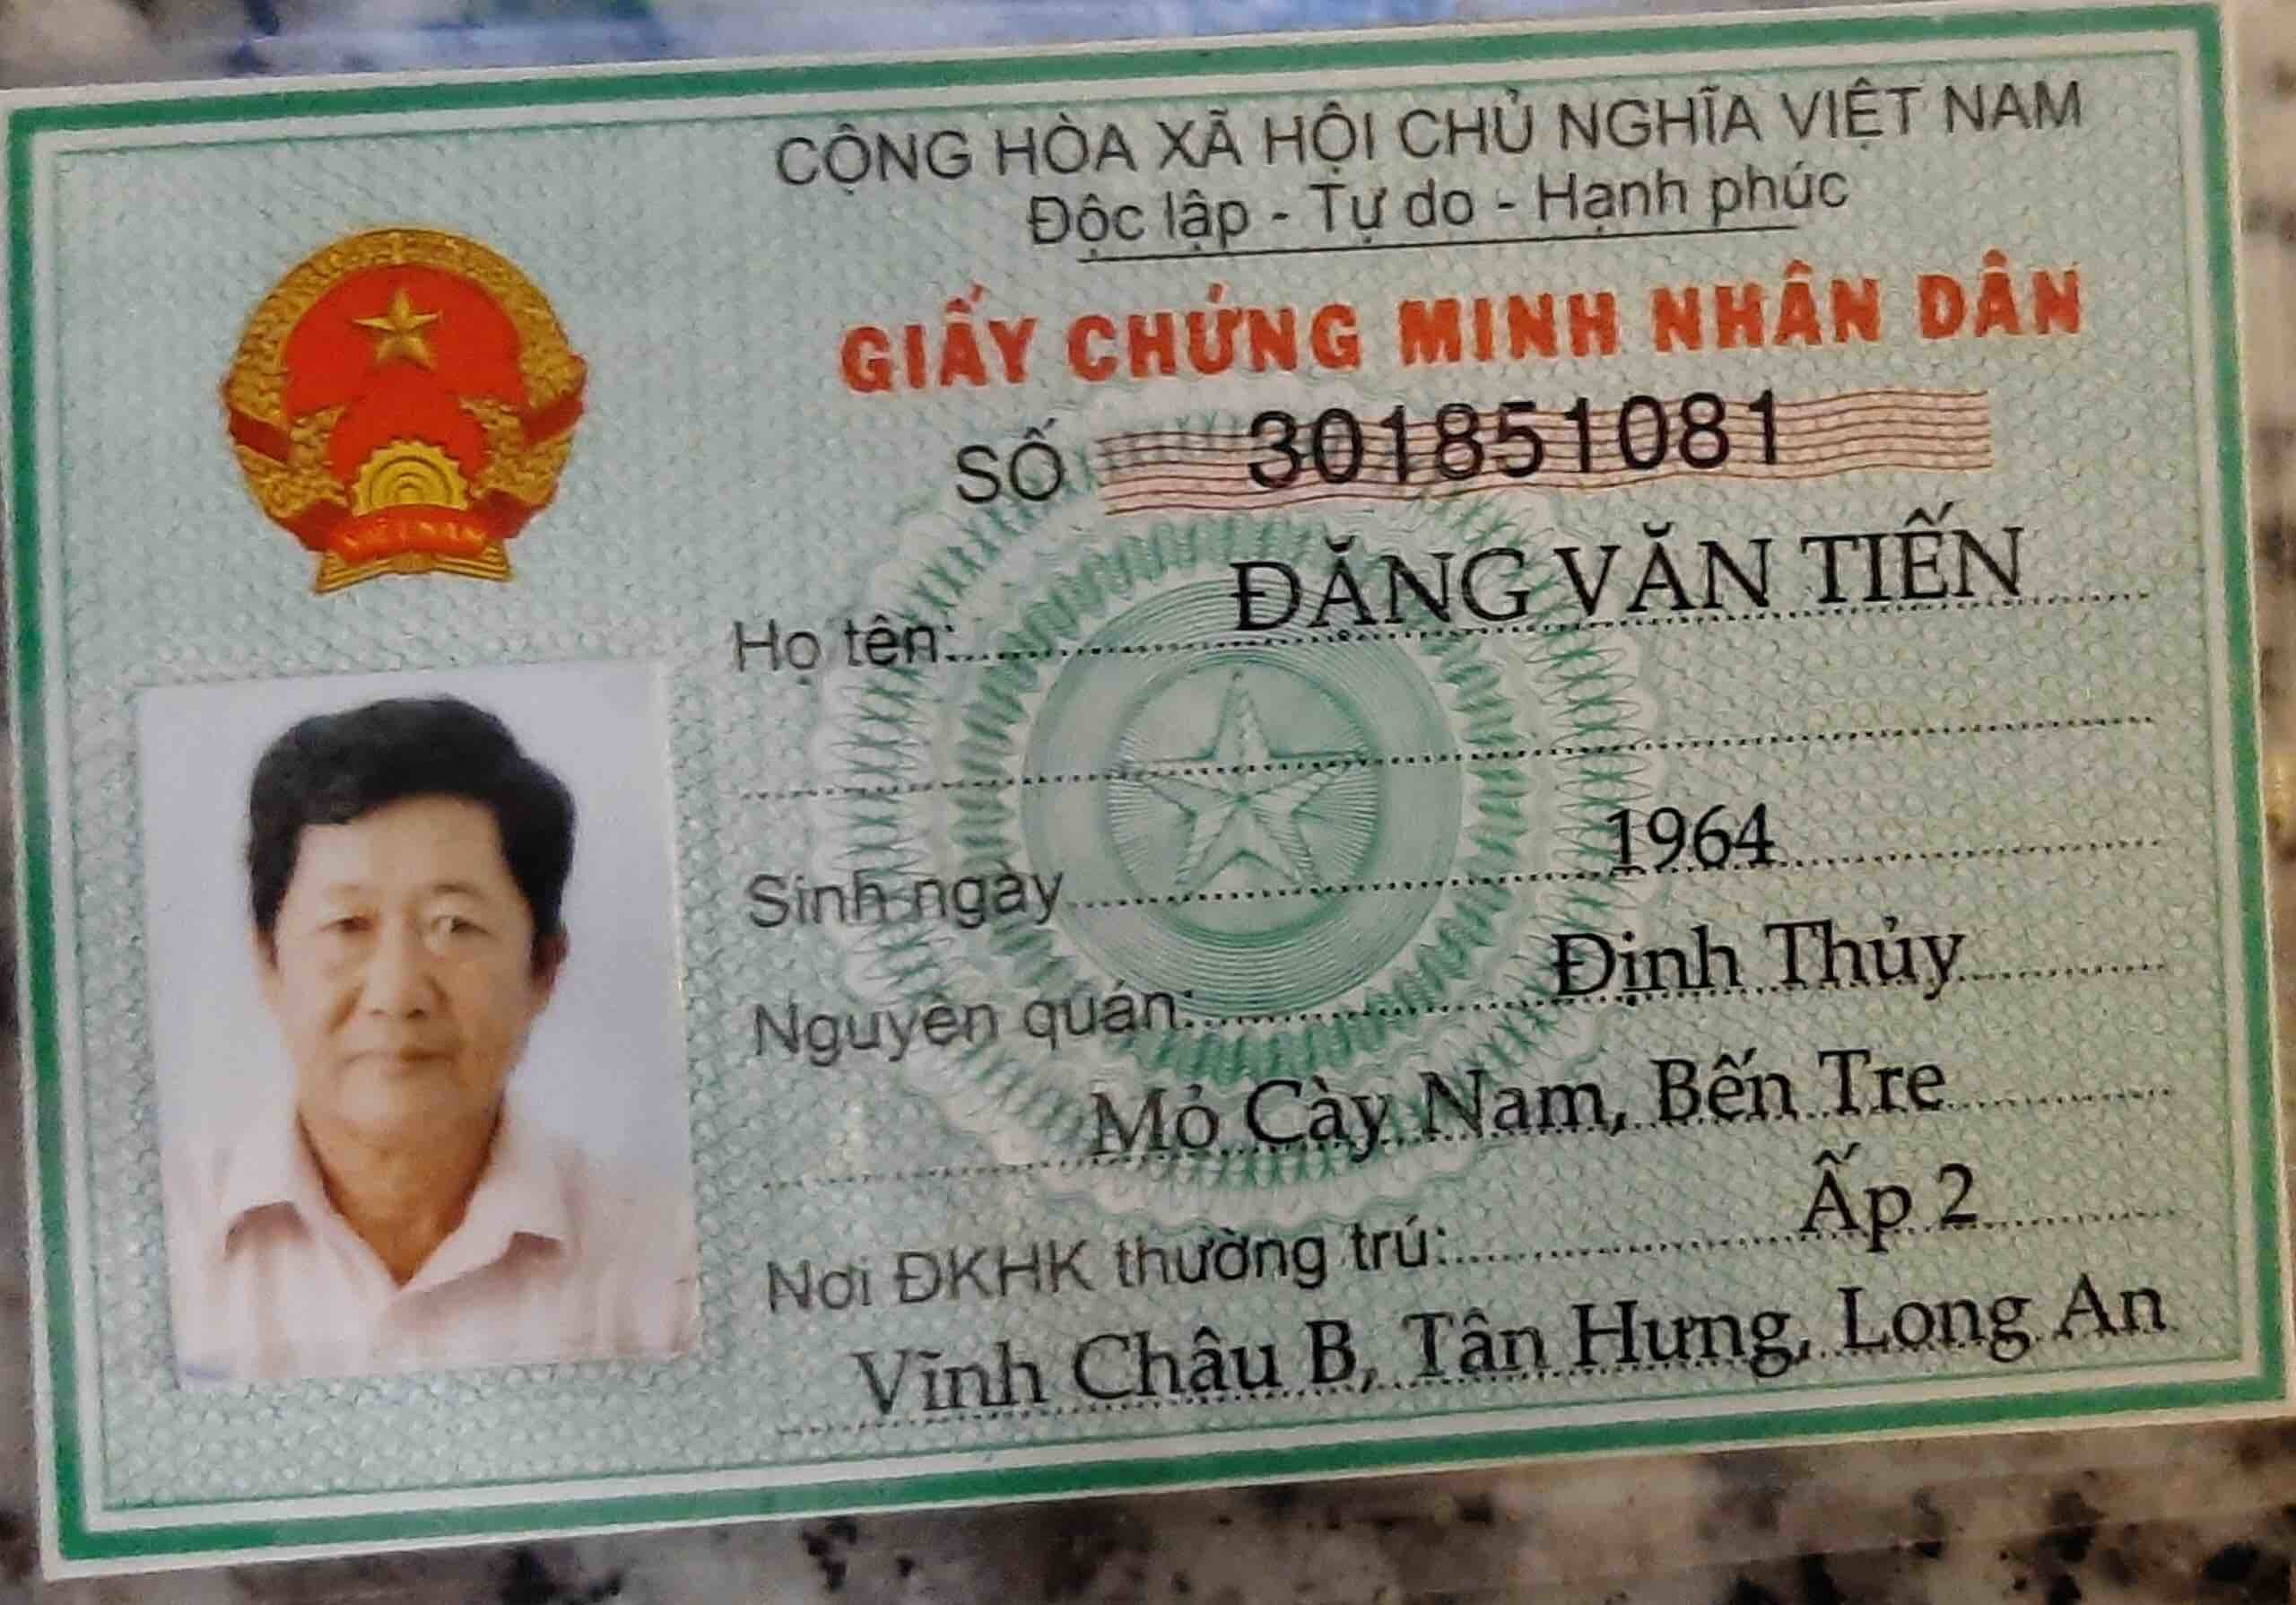 CỘNG HÒA XÃ HỘI CHỦ NGHĨA VIỆT NAM
Độc lập - Tự do - Hạnh phúc
GIẤY CHỨNG MINH NHÂN DÂN
SỐ 301851081
Họ tên: ĐĂNG VĂN TIẾN
Sinh ngày 1964
Nguyên quán: Định Thủy
Mỏ Cày Nam, Bến Tre
Nơi ĐKHK thường trú: Ấp 2
Vĩnh Châu B, Tân Hưng, Long An